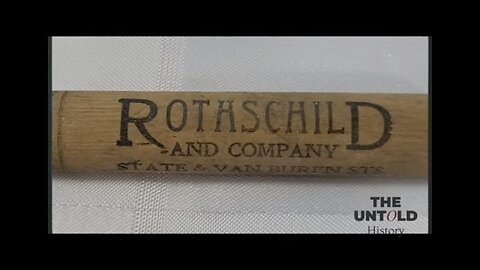 ROTHSCHILD
AND COMPANY
STATE & VAN BUREN STS
THE
UNTOLD
History